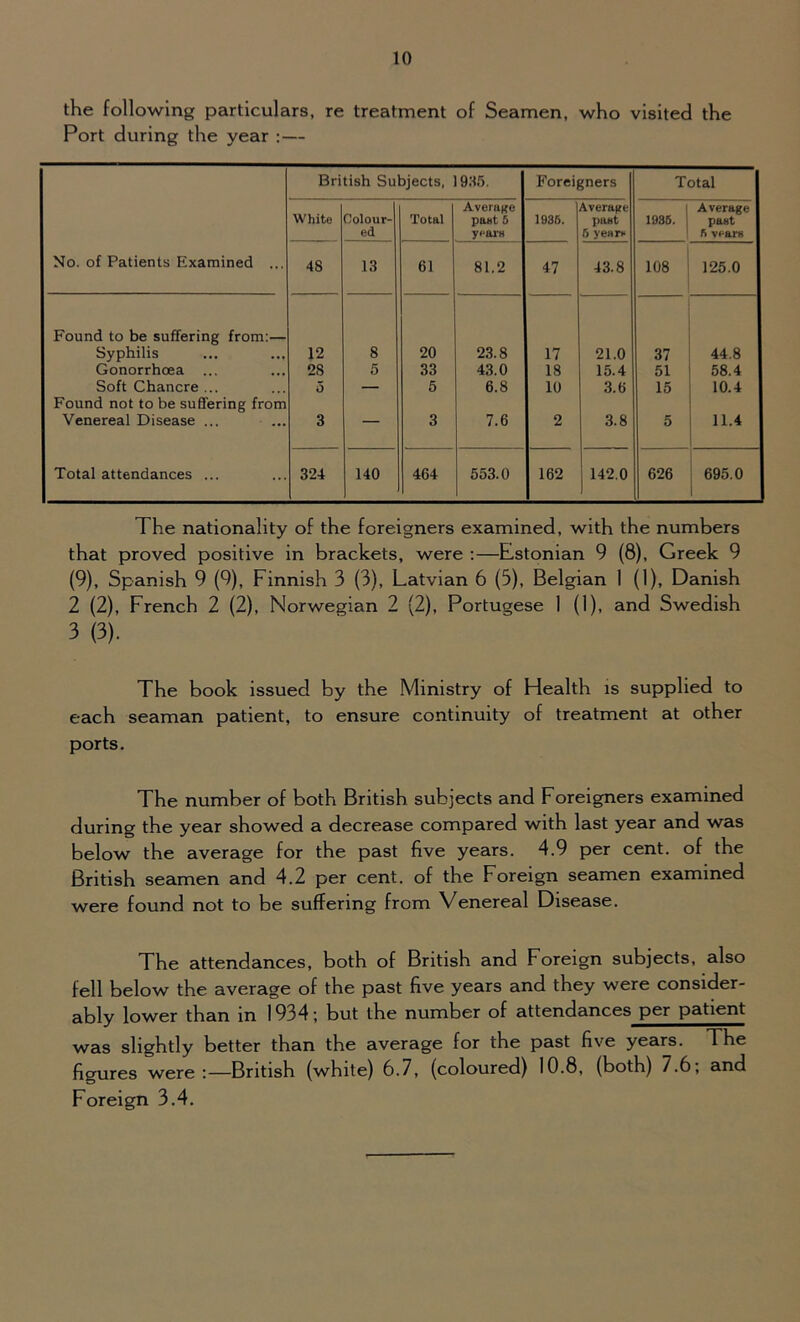 10
the following particulars, re treatment of Seamen, who visited the
Port during the year :—
British Subjects, 1935. Foreigners Total
White Colour-ed Total Average past 5 years 1935. Average past 5 years 1935. Average past 5 years
No. of Patients Examined ... 48 13 61 81.2 47 43.8 108 125.0
Found to be suffering from:—
Syphilis ... ... 12 8 20 23.8 17 21.0 37 44.8
Gonorrhœa ... ... 28 5 33 43.0 18 15.4 51 58.4
Soft Chancre ... ... 5 — 5 6.8 10 3.6 15 10.4
Found not to be suffering from
Venereal Disease ... ... 3 — 3 7.6 2 3.8 5 11.4
Total attendances ... ... 324 140 464 553.0 162 142.0 626 695.0
The nationality of the foreigners examined, with the numbers
that proved positive in brackets, were :—Estonian 9 (8), Greek 9
(9), Spanish 9 (9), Finnish 3 (3), Latvian 6 (5), Belgian 1 (1), Danish
2 (2), French 2 (2), Norwegian 2 (2), Portugese 1 (1), and Swedish
3 (3).
The book issued by the Ministry of Health is supplied to
each seaman patient, to ensure continuity of treatment at other
ports.
The number of both British subjects and Foreigners examined
during the year showed a decrease compared with last year and was
below the average for the past five years. 4.9 per cent. of the
British seamen and 4.2 per cent. of the Foreign seamen examined
were found not to be suffering from Venereal Disease.
The attendances, both of British and Foreign subjects, also
fell below the average of the past five years and they were consider-
ably lower than in 1934; but the number of attendances per patient
was slightly better than the average for the past five years. The
figures were :—British (white) 6.7, (coloured) 10.8, (both) 7.6; and
Foreign 3.4.